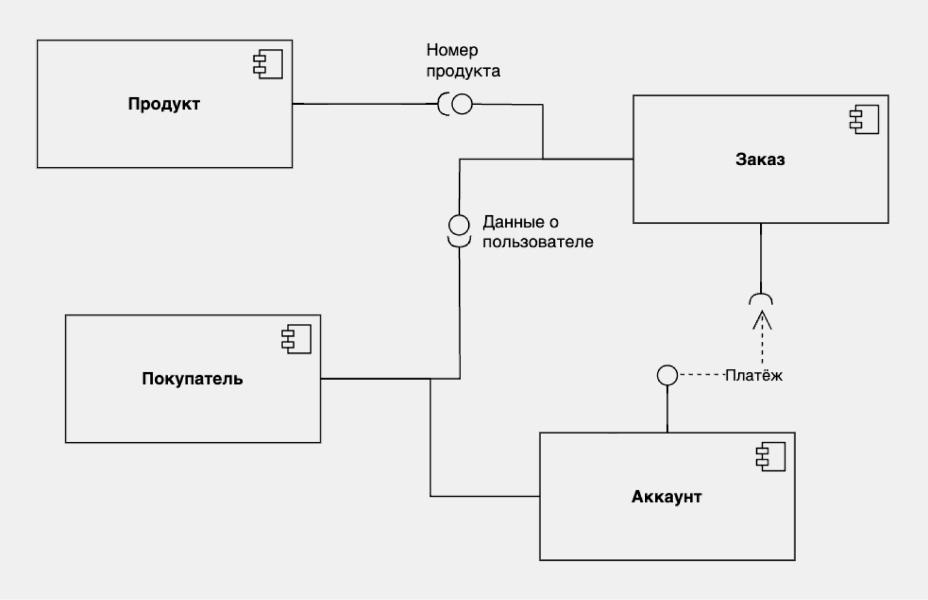 Номер
продукта
Продукт
Заказ
Данные о
пользователе
Покупатель
Платёж
Аккаунт